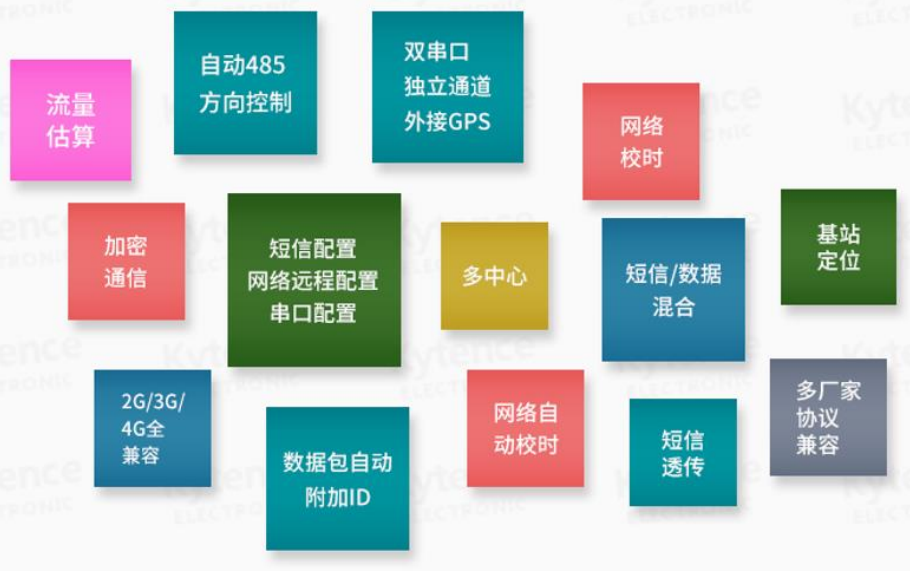 流量
估算
自动485
方向控制
双串口
独立通道
外接GPS
网络
校时
加密
通信
短信配置
网络远程配置
串口配置
多中心
短信/数据
混合
基站
定位
2G/3G/
4G全
兼容
数据包自动
附加ID
网络自
动校时
短信
透传
多厂家
协议
兼容
Kytence
ELECTRONIC